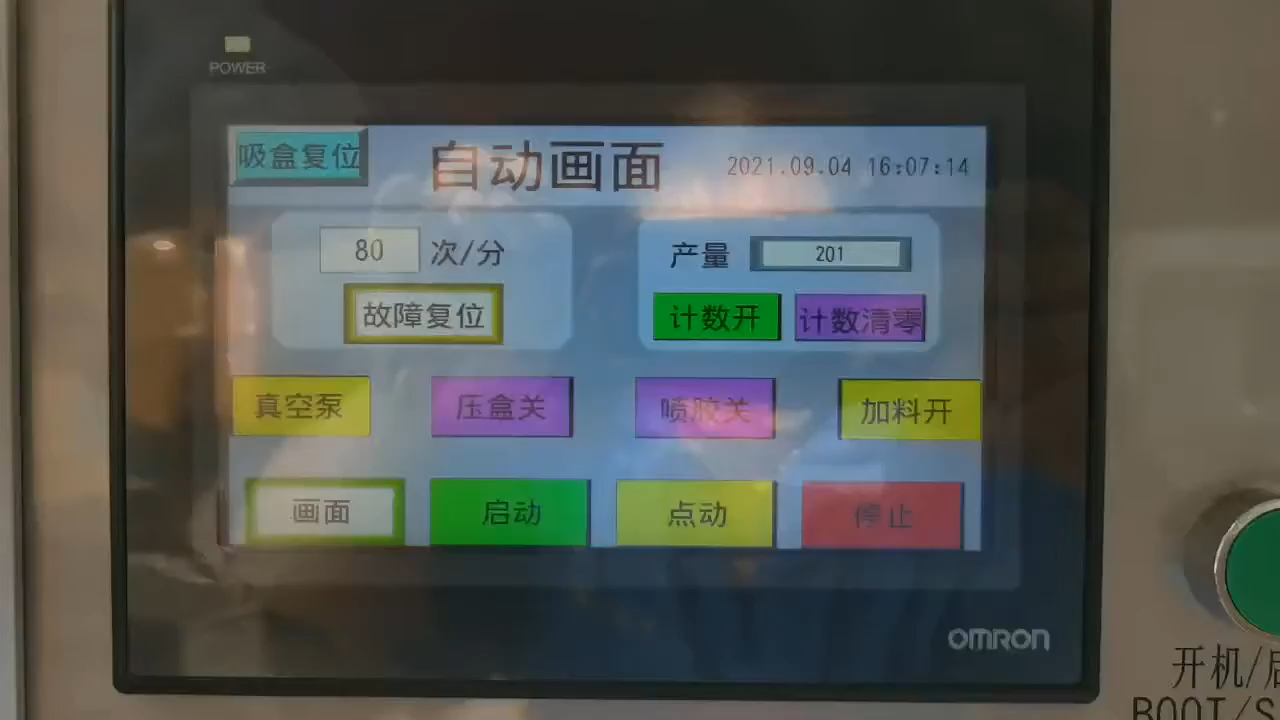 POWER
吸盒复位 自动画面 2021.09.04 16:07:14
80 次/分 产量 201
故障复位 计数开 计数清零
真空泵 压盒关 喷胶关 加料开
画面 启动 点动 停止
OMRON
开机/启
BOOT/S